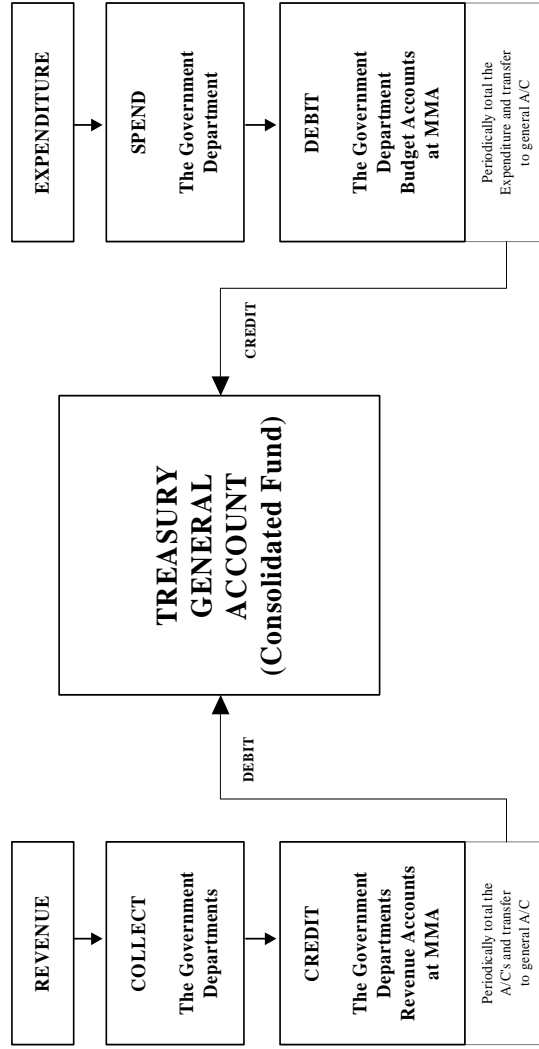 REVENUE
COLLECT
The Government
Departments
CREDIT
The Government
Departments
Revenue Accounts
at MMA
Periodically total the
A/C's and transfer
to general A/C
DEBIT
TREASURY
GENERAL
ACCOUNT
(Consolidated Fund)
CREDIT
EXPENDITURE
SPEND
The Government
Department
DEBIT
The Government
Department
Budget Accounts
at MMA
Periodically total the
Expenditure and transfer
to general A/C